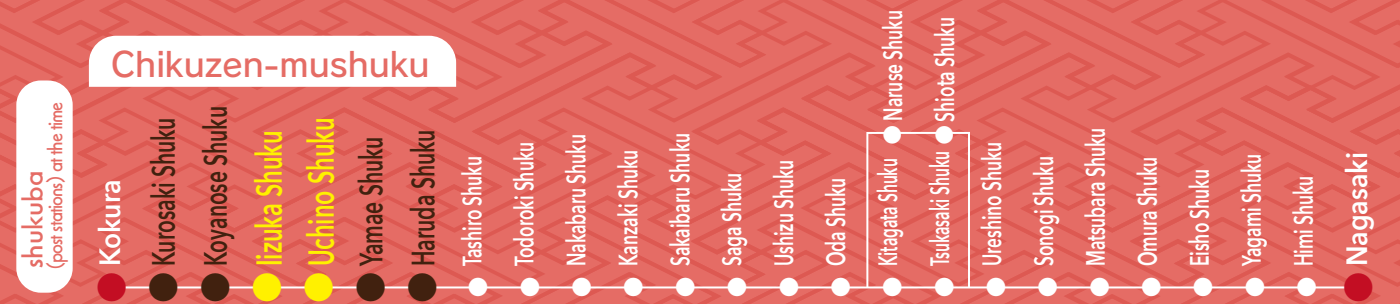 Chikuzen-mushuku
shukuba
(post stations) at the time
Kokura
Kurosaki Shuku
Koyanose Shuku
Iizuka Shuku
Uchino Shuku
Yamae Shuku
Haruda Shuku
Tashiro Shuku
Todoroki Shuku
Nakabaru Shuku
Kanzaki Shuku
Sakaibaru Shuku
Saga Shuku
Ushizu Shuku
Oda Shuku
Kitagata Shuku
Naruse Shuku
Tsukasaki Shuku
Shiota Shuku
Ureshino Shuku
Sonogi Shuku
Matsubara Shuku
Omura Shuku
Eisho Shuku
Yagami Shuku
Himi Shuku
Nagasaki